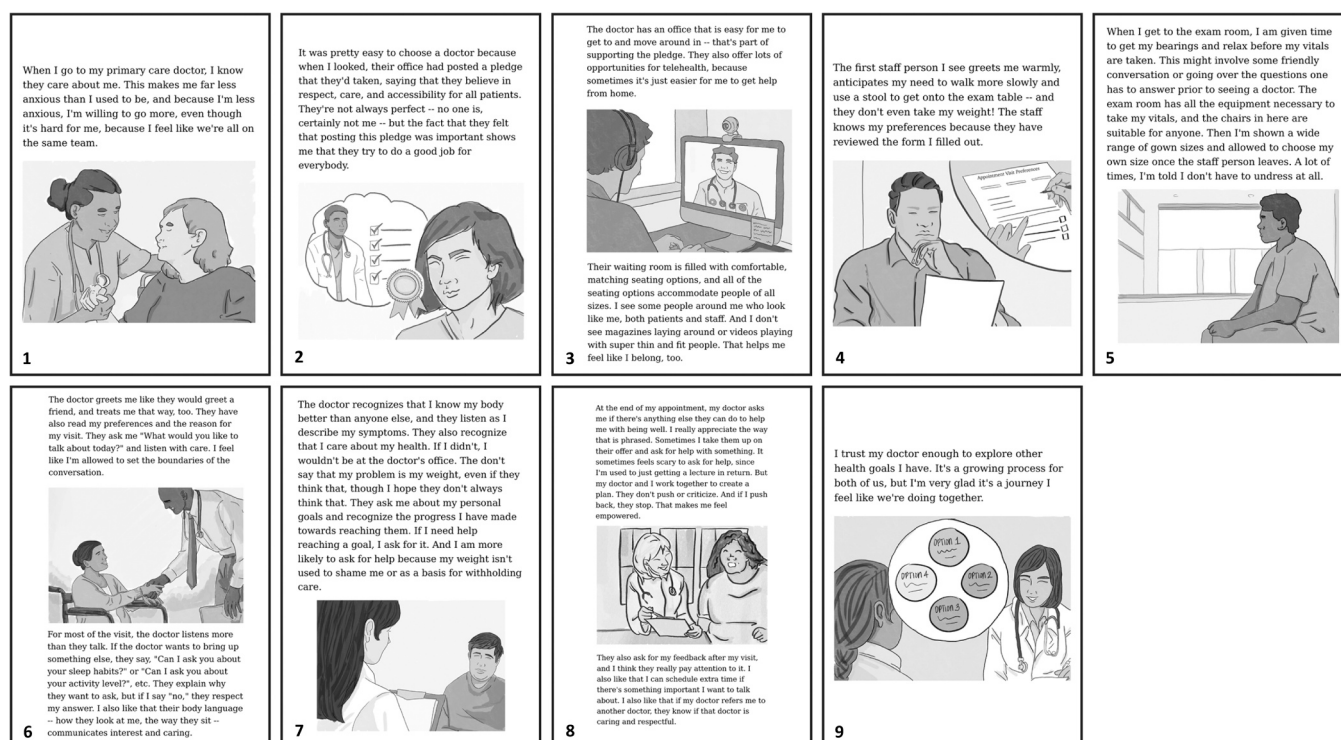 When I go to my primary care doctor, I know
they care about me. This makes me far less
anxious than I used to be, and because I'm less
anxious, I'm willing to go more, even though
it's hard for me, because I feel like we're all on
the same team.
1
It was pretty easy to choose a doctor because
when I looked, their office had posted a pledge
that they'd taken, saying that they believe in
respect, care, and accessibility for all patients.
They're not always perfect -- no one is,
certainly not me -- but the fact that they felt
that posting this pledge was important shows
me that they try to do a good job for
everybody.
2
The doctor has an office that is easy for me to
get to and move around in -- that's part of
supporting the pledge. They also offer lots of
opportunities for telehealth, because
sometimes it's just easier for me to get help
from home.
Their waiting room is filled with comfortable,
matching seating options, and all of the
seating options accommodate people of all
sizes. I see some people around me who look
like me, both patients and staff. And I don't
see magazines laying around or videos playing
with super thin and fit people. That helps me
feel like I belong, too.
3
The first staff person I see greets me warmly,
anticipates my need to walk more slowly and
use a stool to get onto the exam table -- and
they don't even take my weight! The staff
knows my preferences because they have
reviewed the form I filled out.
Appointment Visit Preferences
4
When I get to the exam room, I am given time
to get my bearings and relax before my vitals
are taken. This might involve some friendly
conversation or going over the questions one
has to answer prior to seeing a doctor. The
exam room has all the equipment necessary to
take my vitals, and the chairs in here are
suitable for anyone. Then I'm shown a wide
range of gown sizes and allowed to choose my
own size once the staff person leaves. A lot of
times, I'm told I don't have to undress at all.
5
The doctor greets me like they would greet a
friend, and treats me that way, too. They have
also read my preferences and the reason for
my visit. They ask me "What would you like to
talk about today?" and listen with care. I feel
like I'm allowed to set the boundaries of the
conversation.
For most of the visit, the doctor listens more
than they talk. If the doctor wants to bring up
something else, they say, "Can I ask you about
your sleep habits?" or "Can I ask you about
your activity level?", etc. They explain why
they want to ask, but if I say "no," they respect
my answer. I also like that their body language
-- how they look at me, the way they sit --
communicates interest and caring.
6
The doctor recognizes that I know my body
better than anyone else, and they listen as I
describe my symptoms. They also recognize
that I care about my health. If I didn't, I
wouldn't be at the doctor's office. The don't
say that my problem is my weight, even if they
think that, though I hope they don't always
think that. They ask me about my personal
goals and recognize the progress I have made
towards reaching them. If I need help
reaching a goal, I ask for it. And I am more
likely to ask for help because my weight isn't
used to shame me or as a basis for withholding
care.
7
At the end of my appointment, my doctor asks
me if there's anything else they can do to help
me with being well. I really appreciate the way
that is phrased. Sometimes I take them up on
their offer and ask for help with something. It
sometimes feels scary to ask for help, since
I'm used to just getting a lecture in return. But
my doctor and I work together to create a
plan. They don't push or criticize. And if I push
back, they stop. That makes me feel
empowered.
They also ask for my feedback after my visit,
and I think they really pay attention to it. I
also like that I can schedule extra time if
there's something important I want to talk
about. I also like that if my doctor refers me to
another doctor, they know if that doctor is
caring and respectful.
8
I trust my doctor enough to explore other
health goals I have. It's a growing process for
both of us, but I'm very glad it's a journey I
feel like we're doing together.
OPTION 1
OPTION 4
OPTION 2
OPTION 3
9